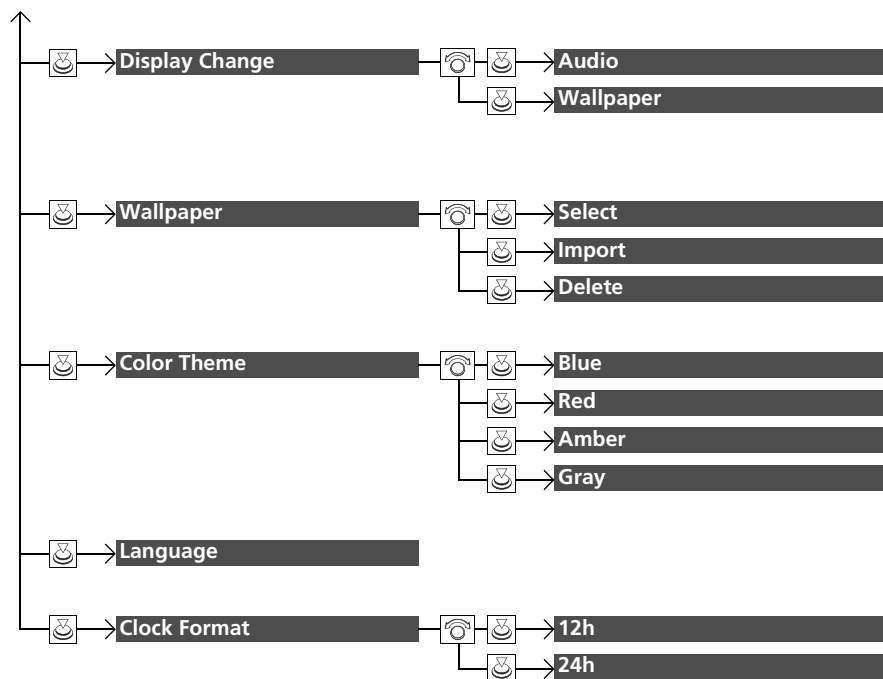 Display Change
Audio
Wallpaper
Wallpaper
Select
Import
Delete
Color Theme
Blue
Red
Amber
Gray
Language
Clock Format
12h
24h